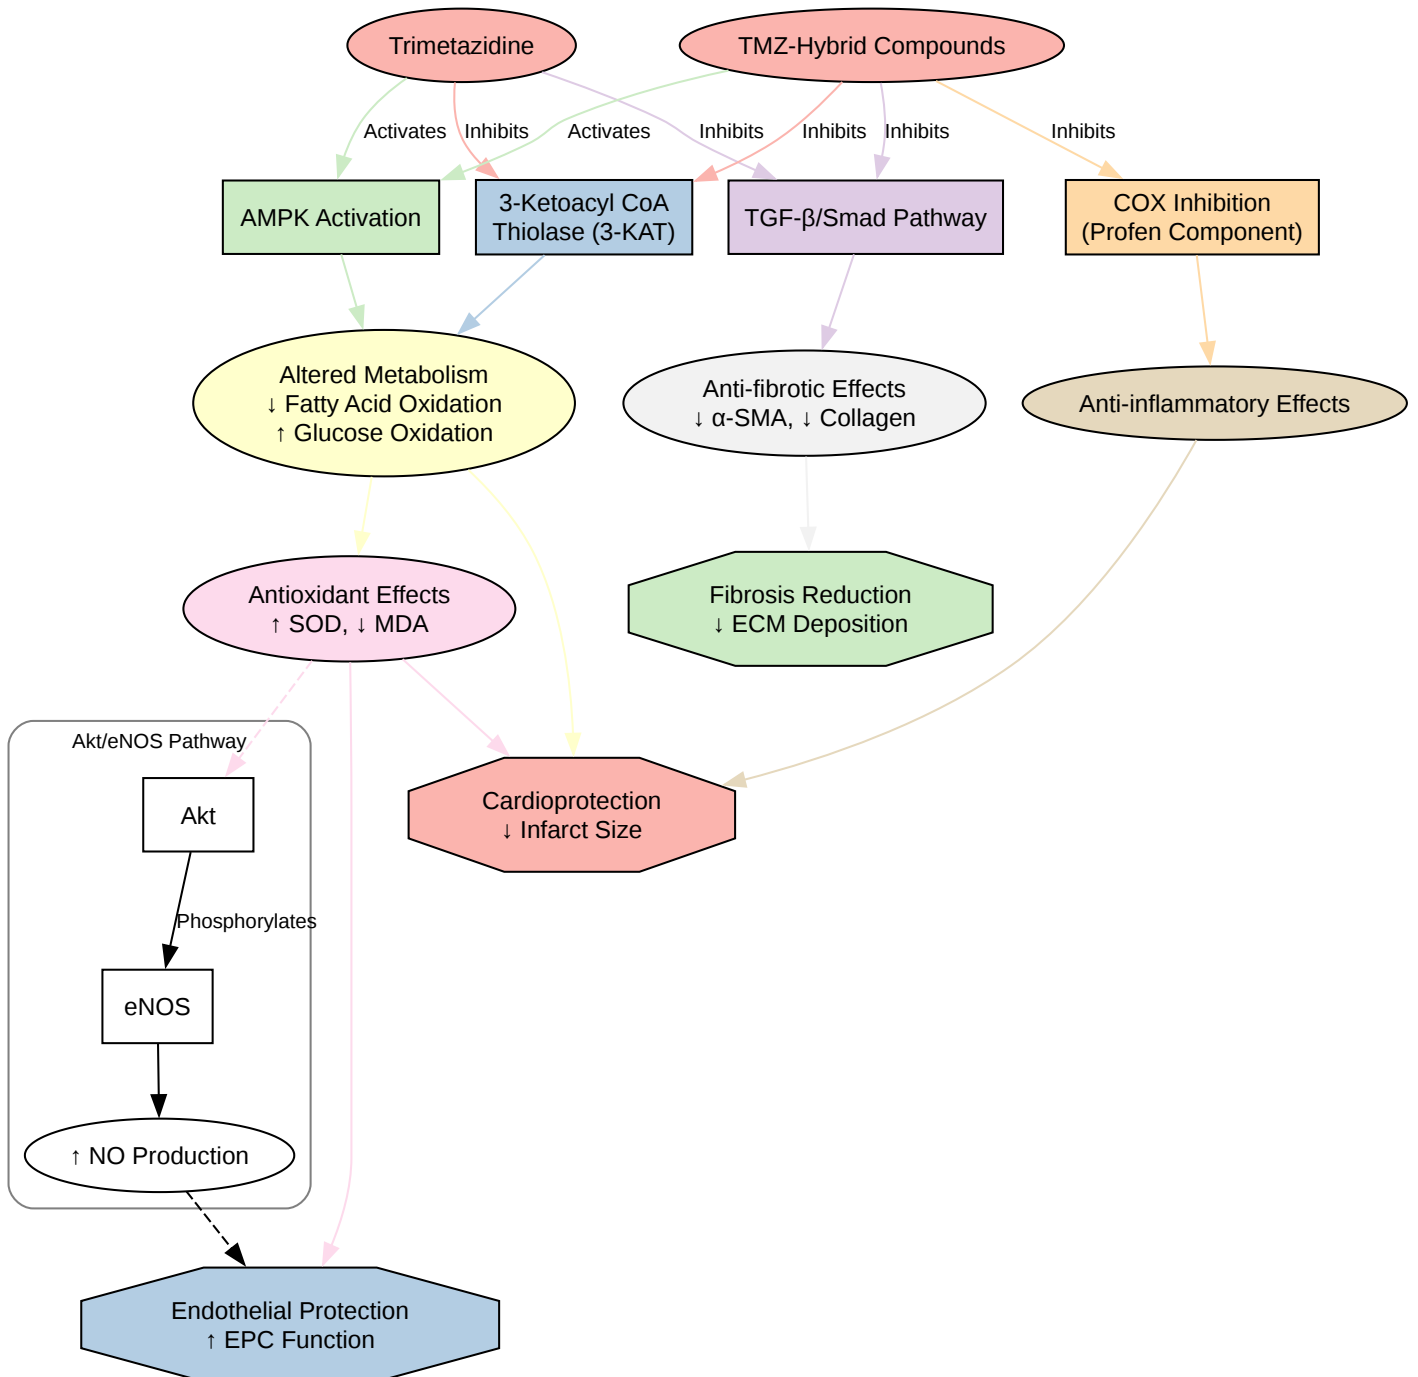 Trimetazidine
TMZ-Hybrid Compounds
Activates
Inhibits
Activates
Inhibits
Inhibits
Inhibits
Inhibits
AMPK Activation
3-Ketoacyl CoA
Thiolase (3-KAT)
TGF-β/Smad Pathway
COX Inhibition
(Profen Component)
Altered Metabolism
↓ Fatty Acid Oxidation
↑ Glucose Oxidation
Anti-fibrotic Effects
↓ α-SMA, ↓ Collagen
Anti-inflammatory Effects
Antioxidant Effects
↑ SOD, ↓ MDA
Fibrosis Reduction
↓ ECM Deposition
Akt/eNOS Pathway
Akt
Cardioprotection
↓ Infarct Size
Phosphorylates
eNOS
↑ NO Production
Endothelial Protection
↑ EPC Function